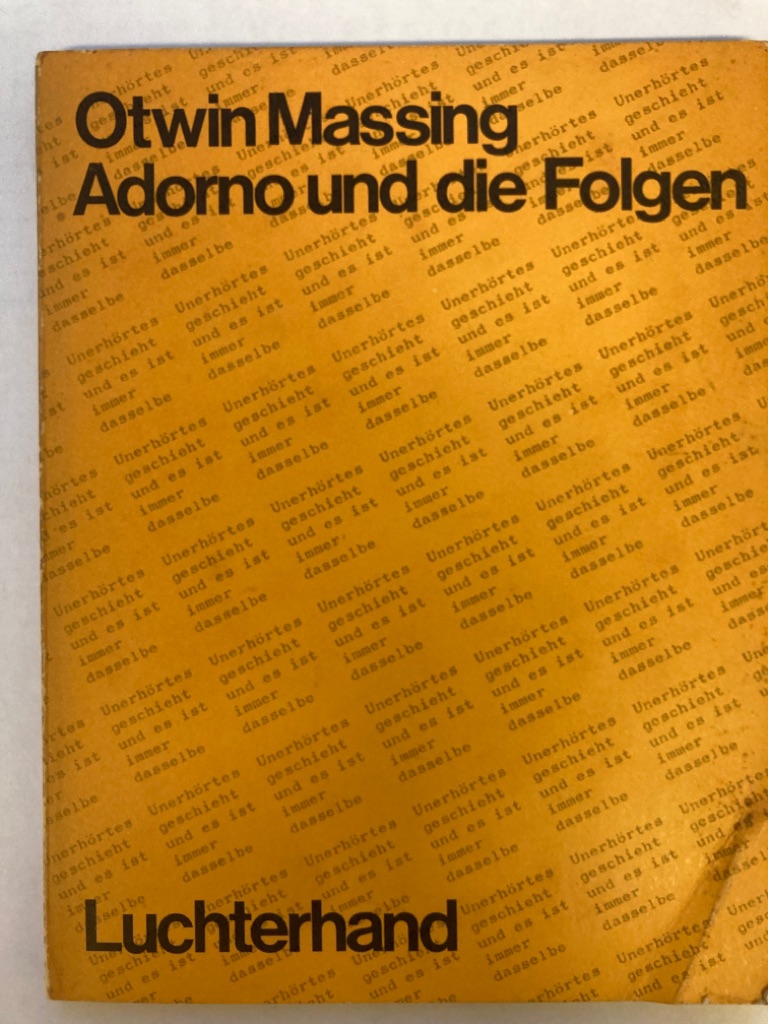 Otwin Massing
Adorno und die Folgen
Unerhörtes
geschieht
und es ist
immer
dasselbe
Luchterhand